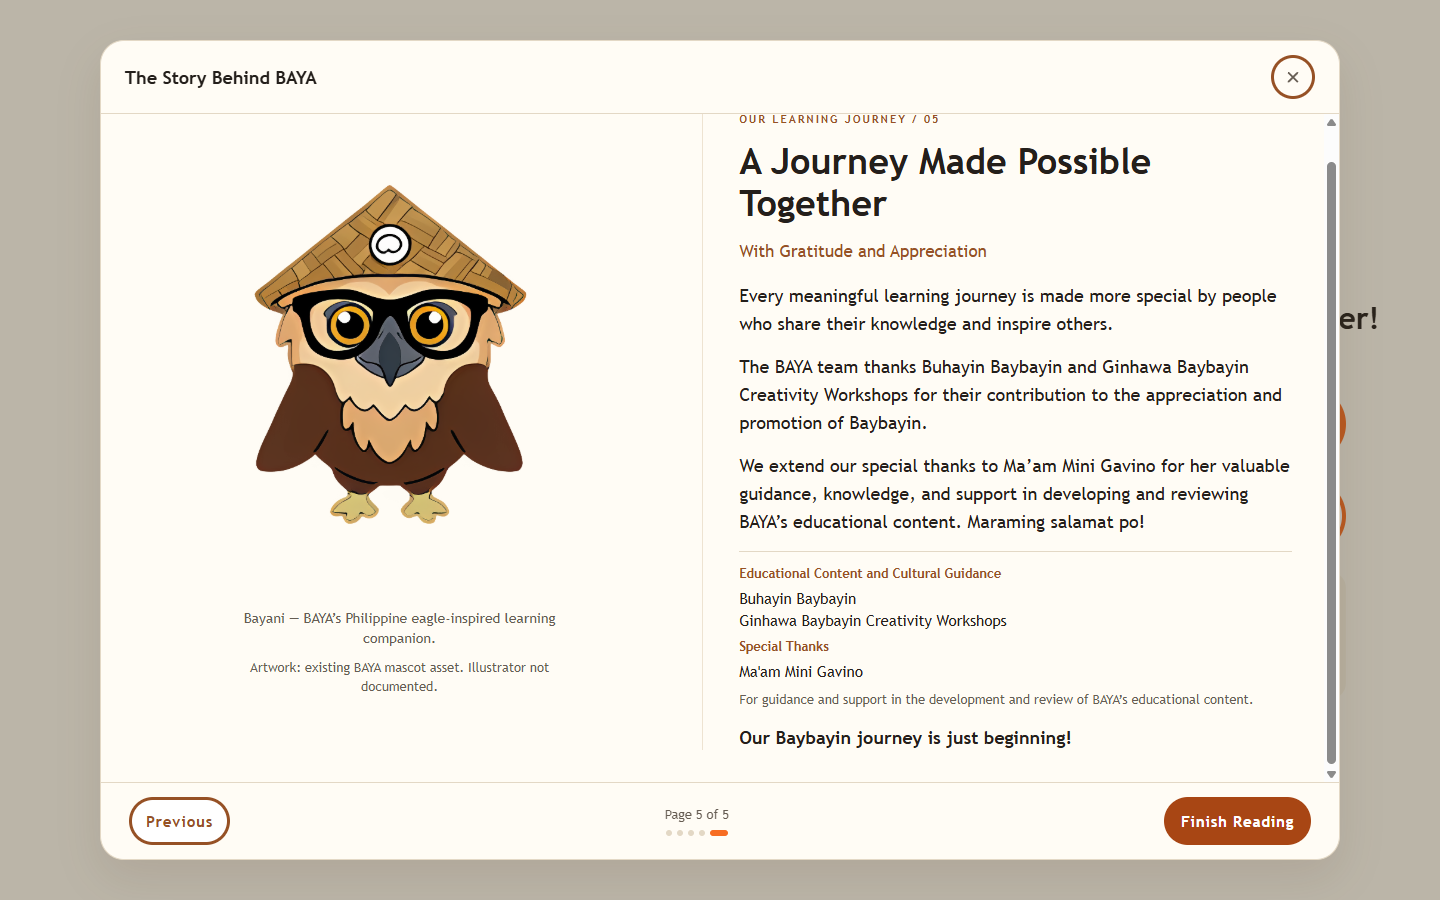 The Story Behind BAYA
OUR LEARNING JOURNEY / 05
A Journey Made Possible
Together
With Gratitude and Appreciation
Every meaningful learning journey is made more special by people
who share their knowledge and inspire others.
The BAYA team thanks Buhayin Baybayin and Ginhawa Baybayin
Creativity Workshops for their contribution to the appreciation and
promotion of Baybayin.
We extend our special thanks to Ma’am Mini Gavino for her valuable
guidance, knowledge, and support in developing and reviewing
BAYA’s educational content. Maraming salamat po!
Educational Content and Cultural Guidance
Buhayin Baybayin
Ginhawa Baybayin Creativity Workshops
Special Thanks
Ma'am Mini Gavino
For guidance and support in the development and review of BAYA’s educational content.
Our Baybayin journey is just beginning!
Bayani — BAYA’s Philippine eagle-inspired learning
companion.
Artwork: existing BAYA mascot asset. Illustrator not
documented.
er!
Previous
Page 5 of 5
Finish Reading